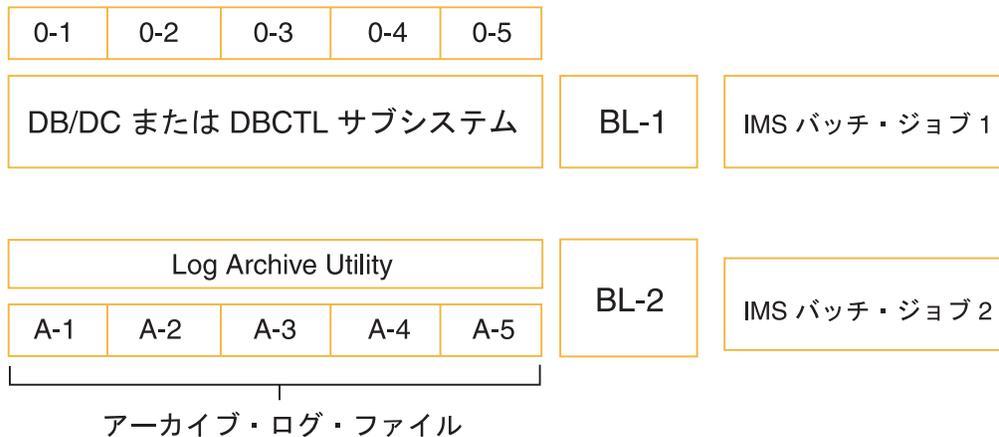 0-1 0-2 0-3 0-4 0-5
DB/DC または DBCTL サブシステム BL-1 IMS バッチ・ジョブ 1
Log Archive Utility
BL-2 IMS バッチ・ジョブ 2
A-1 A-2 A-3 A-4 A-5
アーカイブ・ログ・ファイル